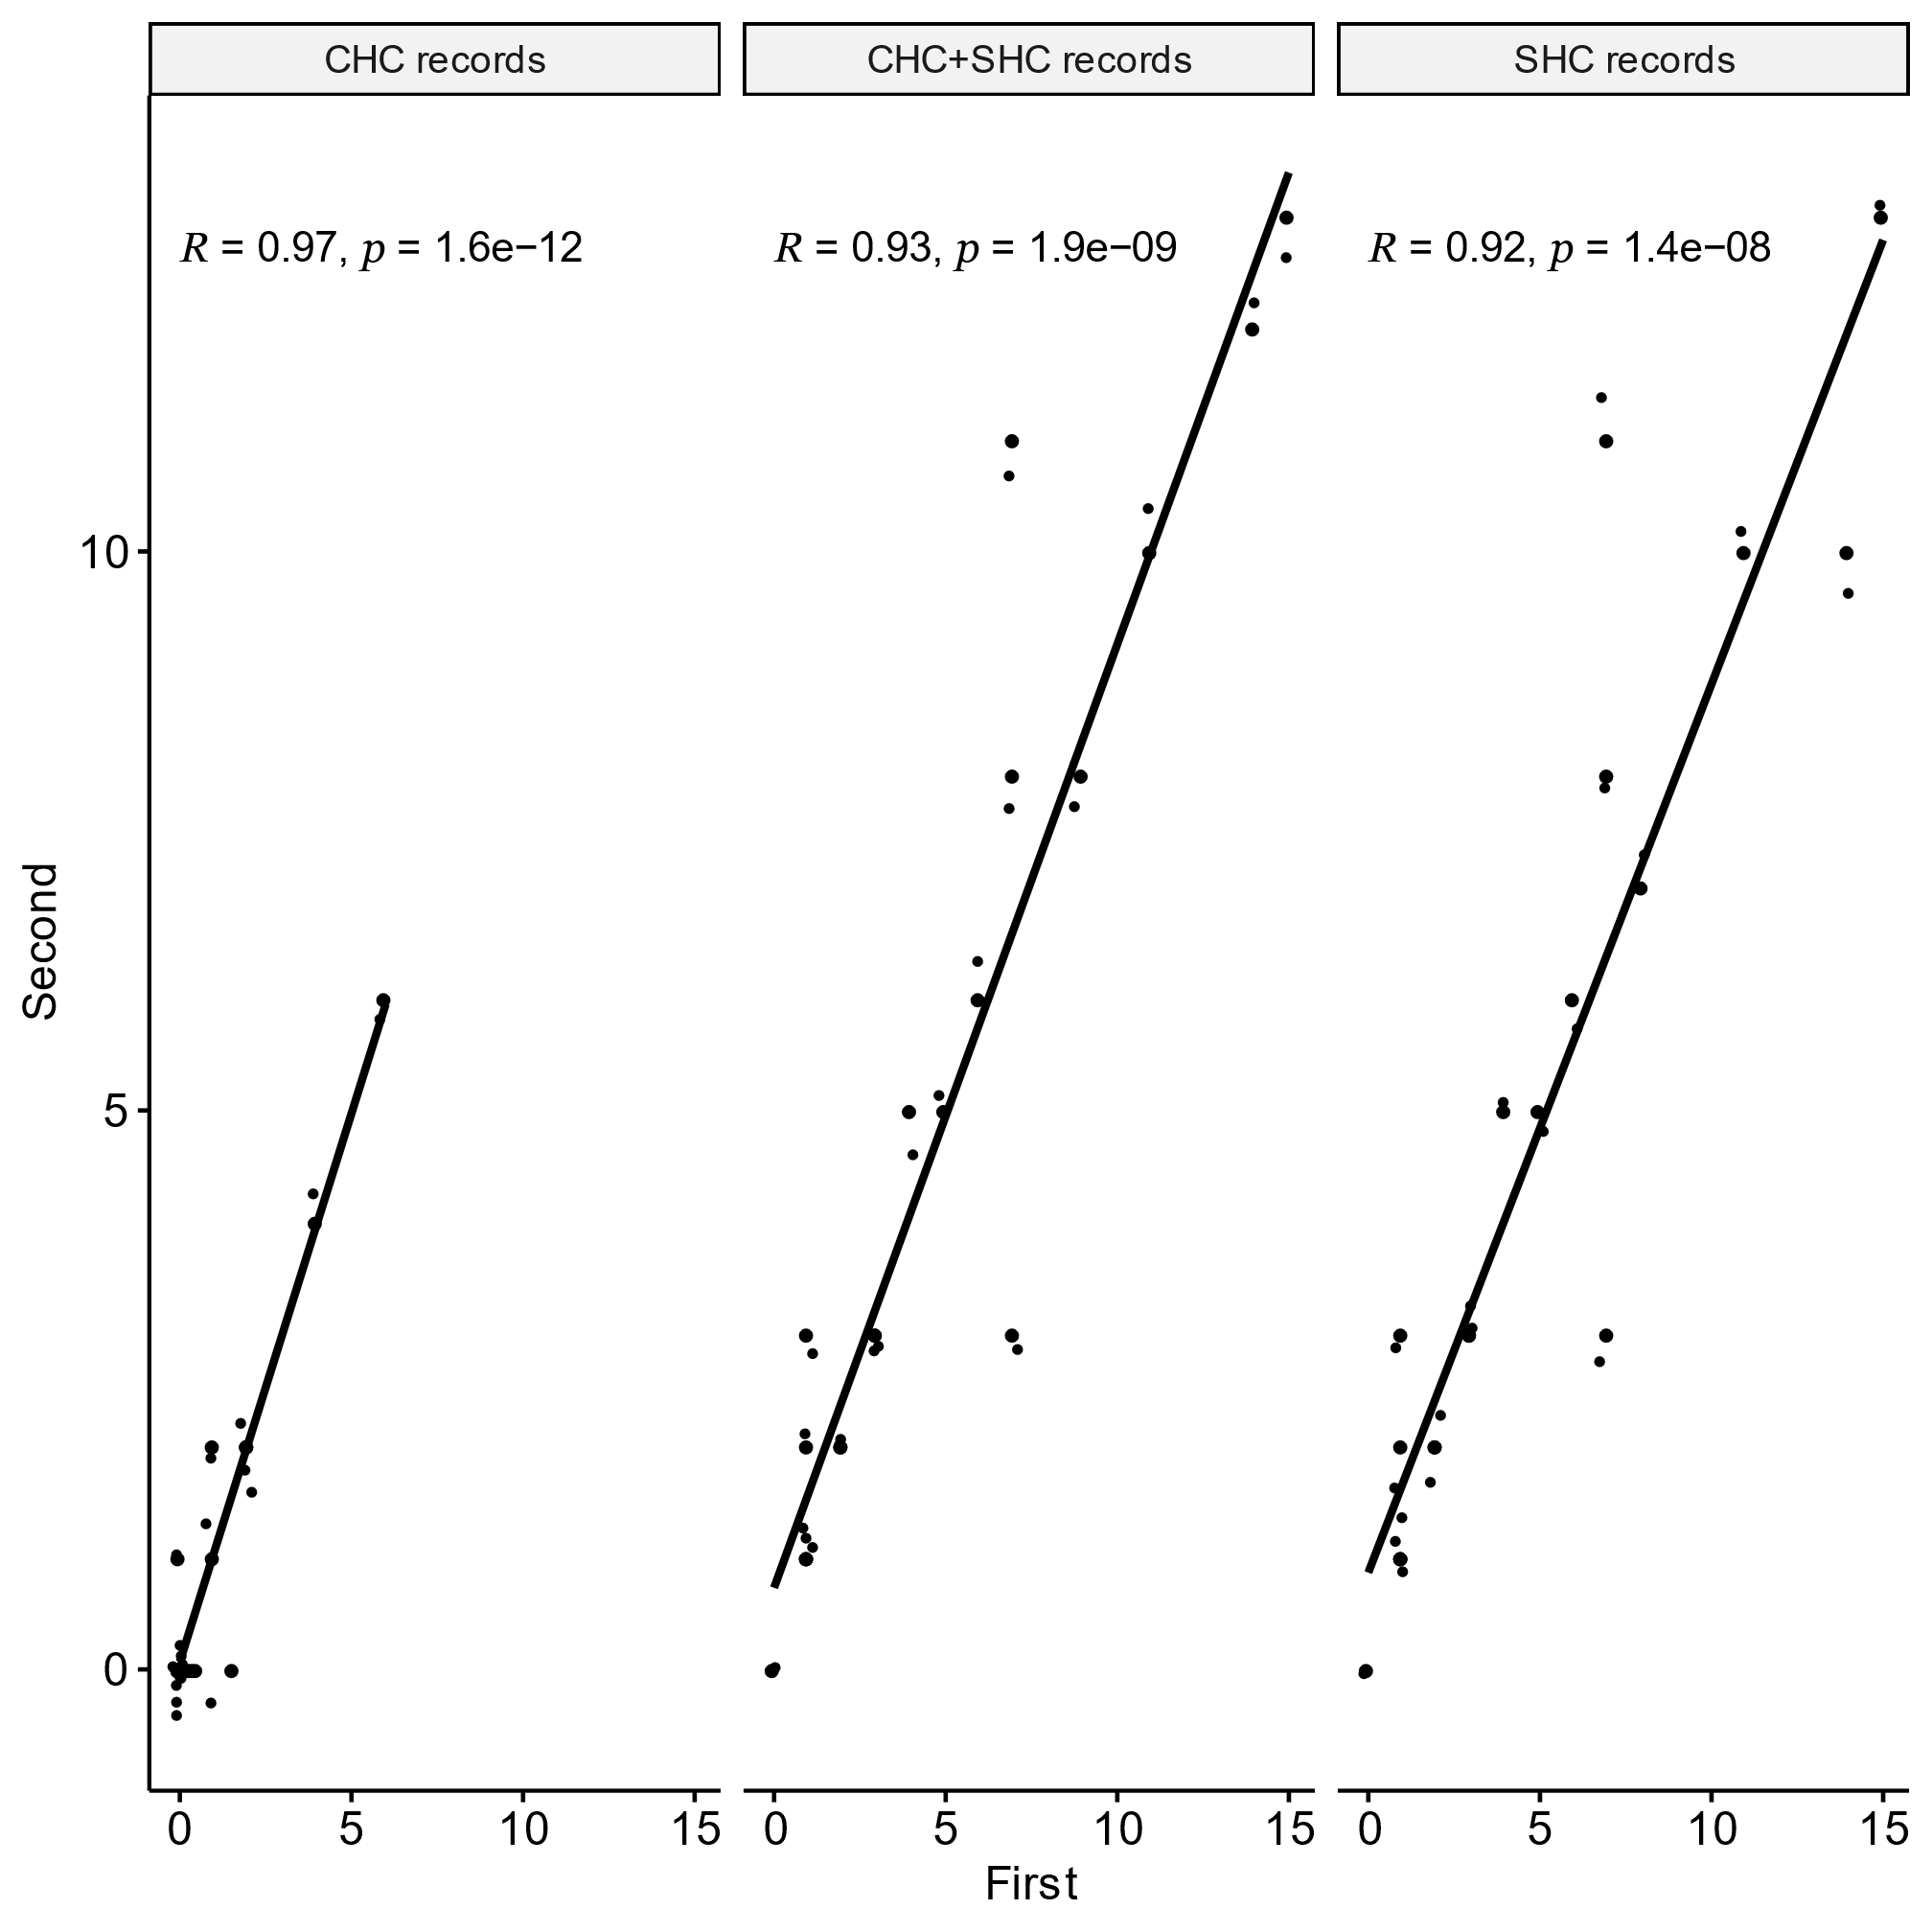 CHC records
CHC+SHC records
SHC records
R = 0.97, p = 1.6e−12
R = 0.93, p = 1.9e−09
R = 0.92, p = 1.4e−08
10
5
0
Second
0 5 10 15
0 5 10 15
0 5 10 15
First